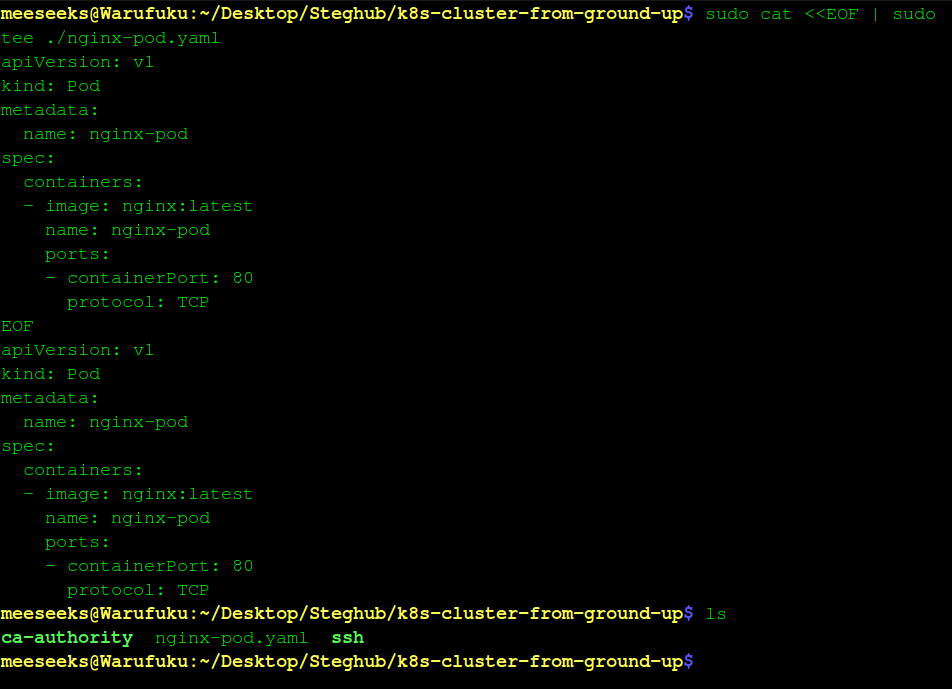 meeseeks@Warufuku:~/Desktop/Steghub/k8s-cluster-from-ground-up$ sudo cat <<EOF | sudo
tee ./nginx-pod.yaml
apiVersion: v1
kind: Pod
metadata:
  name: nginx-pod
spec:
  containers:
  - image: nginx:latest
    name: nginx-pod
    ports:
    - containerPort: 80
      protocol: TCP
EOF
apiVersion: v1
kind: Pod
metadata:
  name: nginx-pod
spec:
  containers:
  - image: nginx:latest
    name: nginx-pod
    ports:
    - containerPort: 80
      protocol: TCP
meeseeks@Warufuku:~/Desktop/Steghub/k8s-cluster-from-ground-up$ ls
ca-authority  nginx-pod.yaml  ssh
meeseeks@Warufuku:~/Desktop/Steghub/k8s-cluster-from-ground-up$